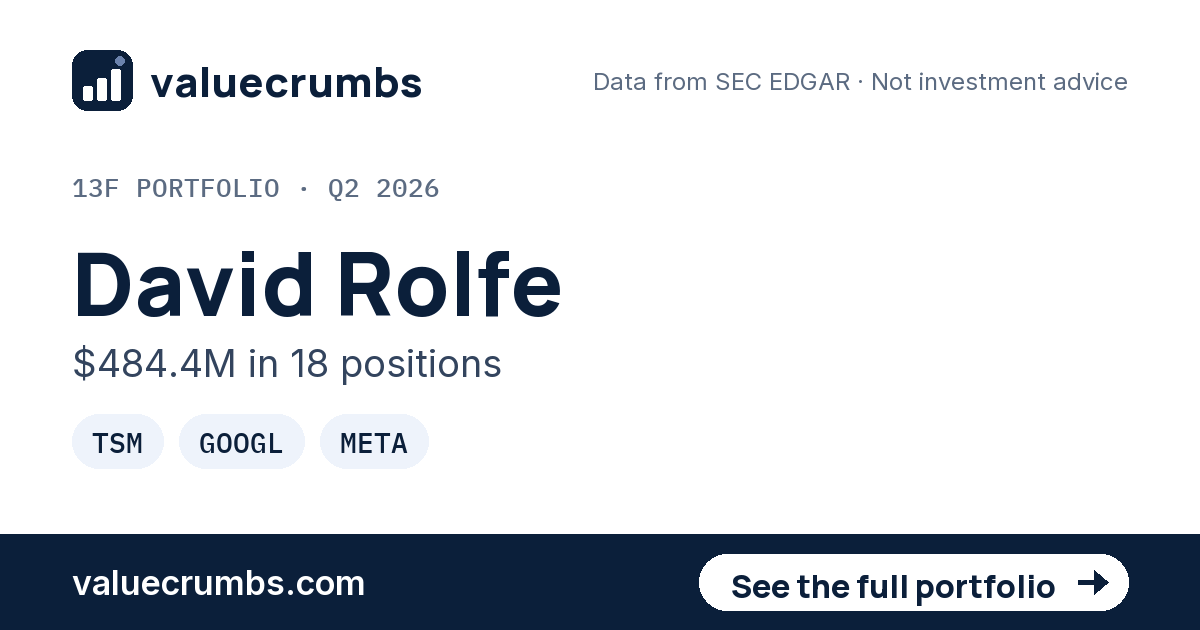 valuecrumbs
Data from SEC EDGAR · Not investment advice
13F PORTFOLIO · Q2 2026
David Rolfe
$484.4M in 18 positions
TSM GOOGL META
valuecrumbs.com
See the full portfolio →